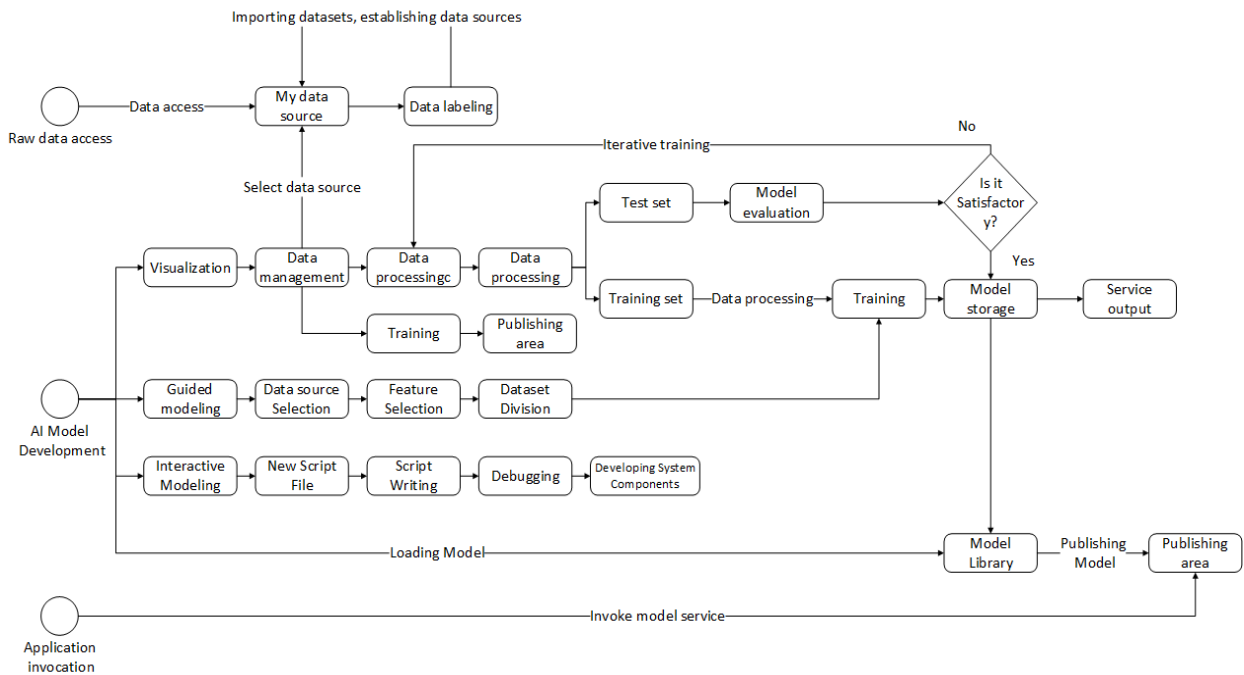 Importing datasets, establishing data sources
Raw data access
Data access
My data
source
Data labeling
Select data source
No
Iterative training
Is it
Satisfactor
y?
Yes
Test set
Model
evaluation
Visualization
Data
management
Data
processingc
Data
processing
Training set
Data processing
Training
Model
storage
Service
output
Training
Publishing
area
AI Model
Development
Guided
modeling
Data source
Selection
Feature
Selection
Dataset
Division
Interactive
Modeling
New Script
File
Script
Writing
Debugging
Developing System
Components
Loading Model
Model
Library
Publishing
Model
Publishing
area
Application
invocation
Invoke model service